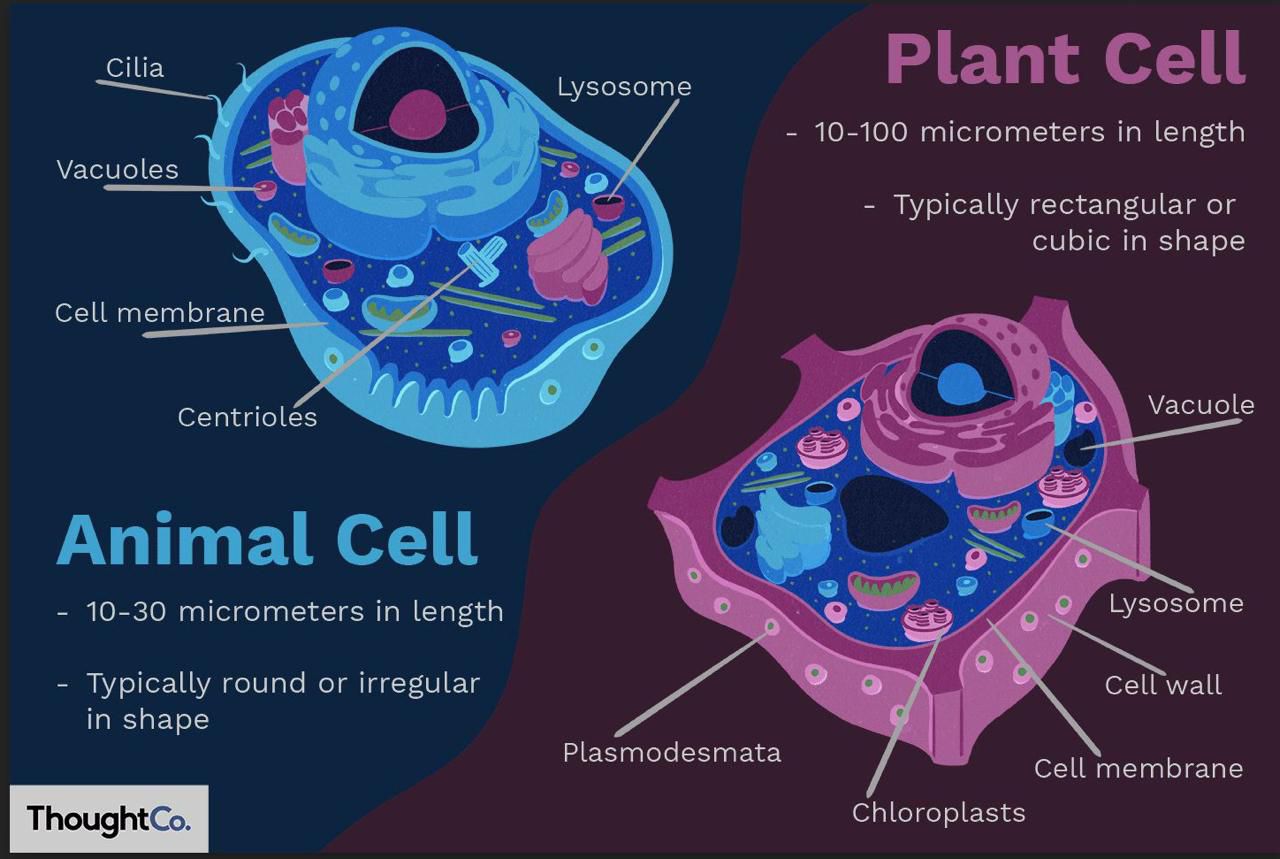 Cilia
Lysosome
Vacuoles
Cell membrane
Centrioles
Animal Cell
- 10-30 micrometers in length
- Typically round or irregular
in shape
ThoughtCo.
Plant Cell
- 10-100 micrometers in length
- Typically rectangular or
cubic in shape
Vacuole
Lysosome
Cell wall
Cell membrane
Plasmodesmata
Chloroplasts